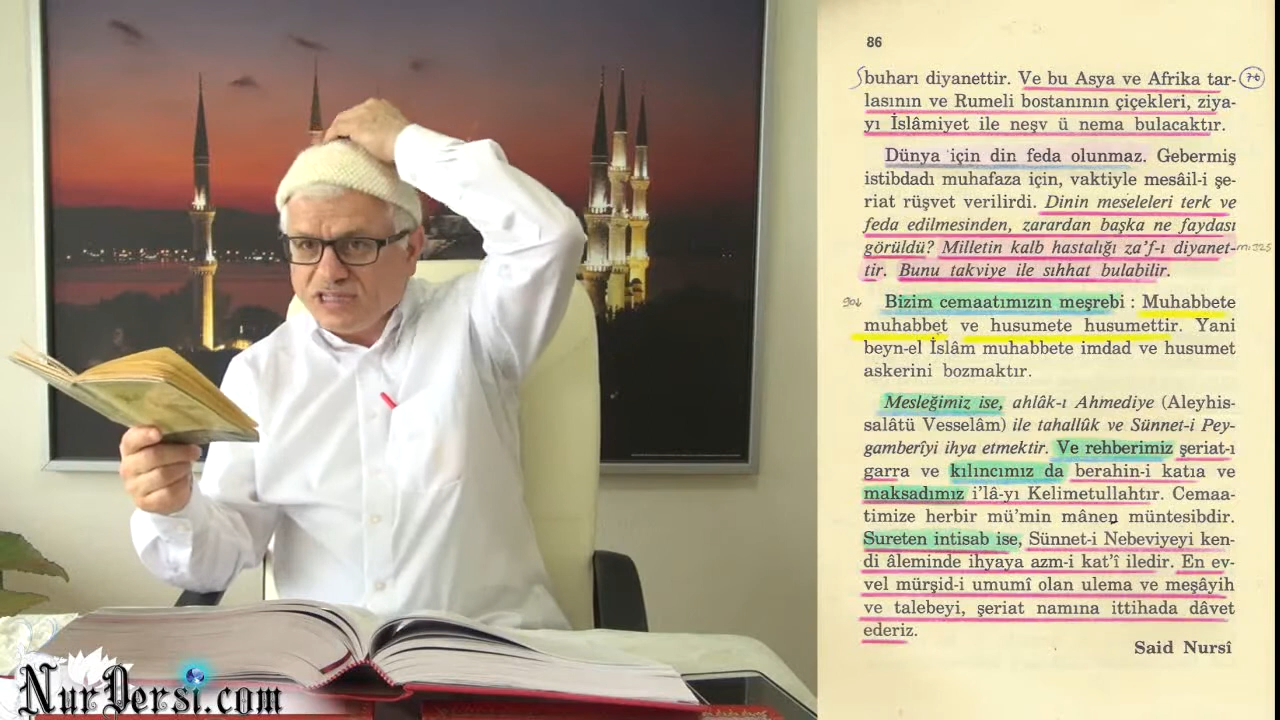 86
buharı diyanettir. Ve bu Asya ve Afrika tar- 76
lasının ve Rumeli bostanının çiçekleri, ziya-
yı İslâmiyet ile neşv ü nema bulacaktır.
Dünya için din feda olunmaz. Gebermiş
istibdadı muhafaza için, vaktiyle mesâil-i şe-
riat rüşvet verilirdi. Dinin meseleleri terk ve
feda edilmesinden, zarardan başka ne faydası
görüldü? Milletin kalb hastalığı za'f-ı diyanet-
tir. Bunu takviye ile sıhhat bulabilir.
Bizim cemaatımızın meşrebi : Muhabbete
muhabbet ve husumete husumettir. Yani
beyn-el İslâm muhabbete imdad ve husumet
askerini bozmaktır.
Mesleğimiz ise, ahlâk-ı Ahmediye (Aleyhis-
salâtü Vesselâm) ile tahallûk ve Sünnet-i Pey-
gamberîyi ihya etmektir. Ve rehberimiz şeriat-ı
garra ve kılıncımız da berahin-i katıa ve
maksadımız i'lâ-yı Kelimetullahtır. Cemaa-
timize herbir mü'min mânen müntesibdir.
Sureten intisab ise, Sünnet-i Nebeviyeyi ken-
di âleminde ihyaya azm-i kat'î iledir. En ev-
vel mürşid-i umumî olan ulema ve meşâyih
ve talebeyi, şeriat namına ittihada dâvet
ederiz.
Said Nursî
NurDersi.com